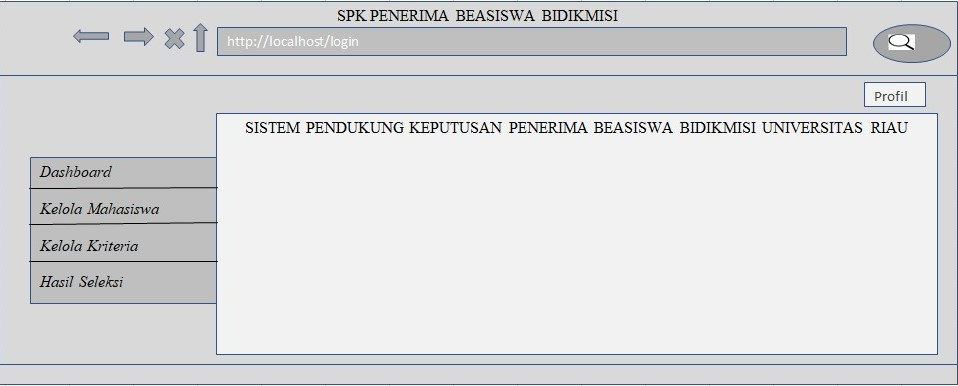 SPK PENERIMA BEASISWA BIDIKMISI
http://localhost/login
Profil
SISTEM PENDUKUNG KEPUTUSAN PENERIMA BEASISWA BIDIKMISI UNIVERSITAS RIAU
Dashboard
Kelola Mahasiswa
Kelola Kriteria
Hasil Seleksi